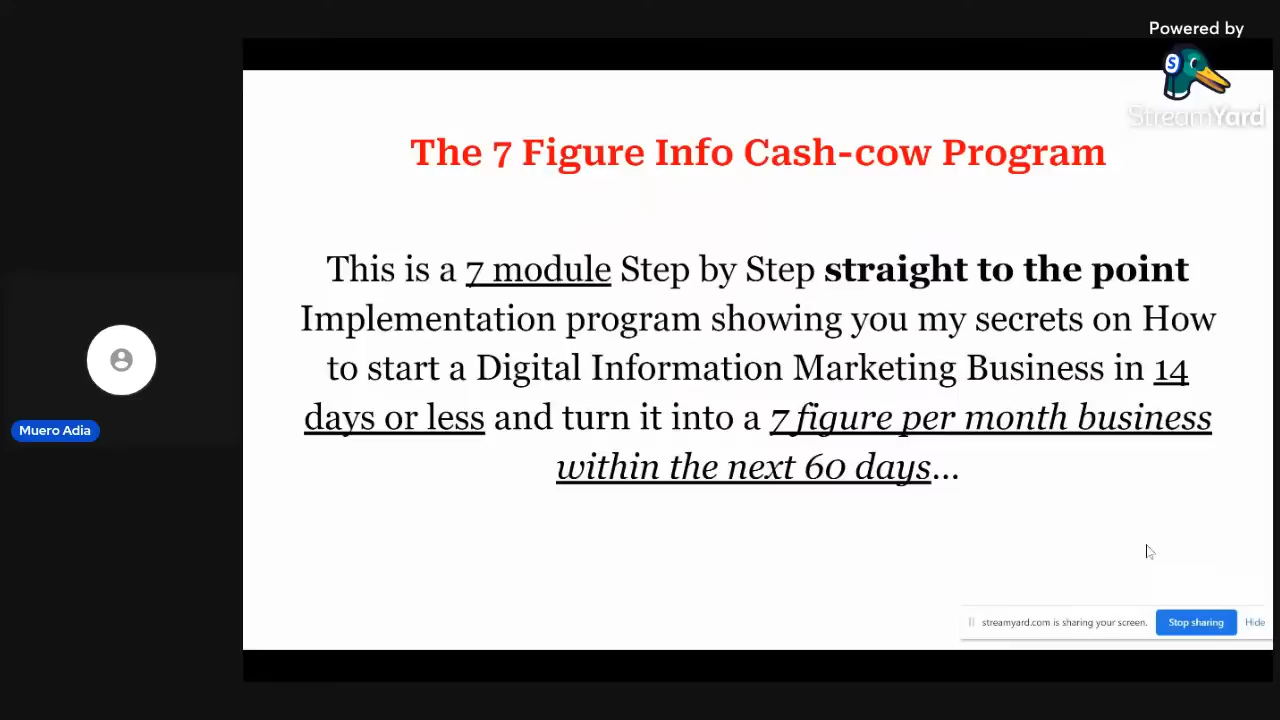 Powered by
StreamYard
The 7 Figure Info Cash-cow Program
This is a 7 module Step by Step straight to the point
Implementation program showing you my secrets on How
to start a Digital Information Marketing Business in 14
days or less and turn it into a 7 figure per month business
within the next 60 days...
Muero Adia
streamyard.com is sharing your screen.
Stop sharing
Hide